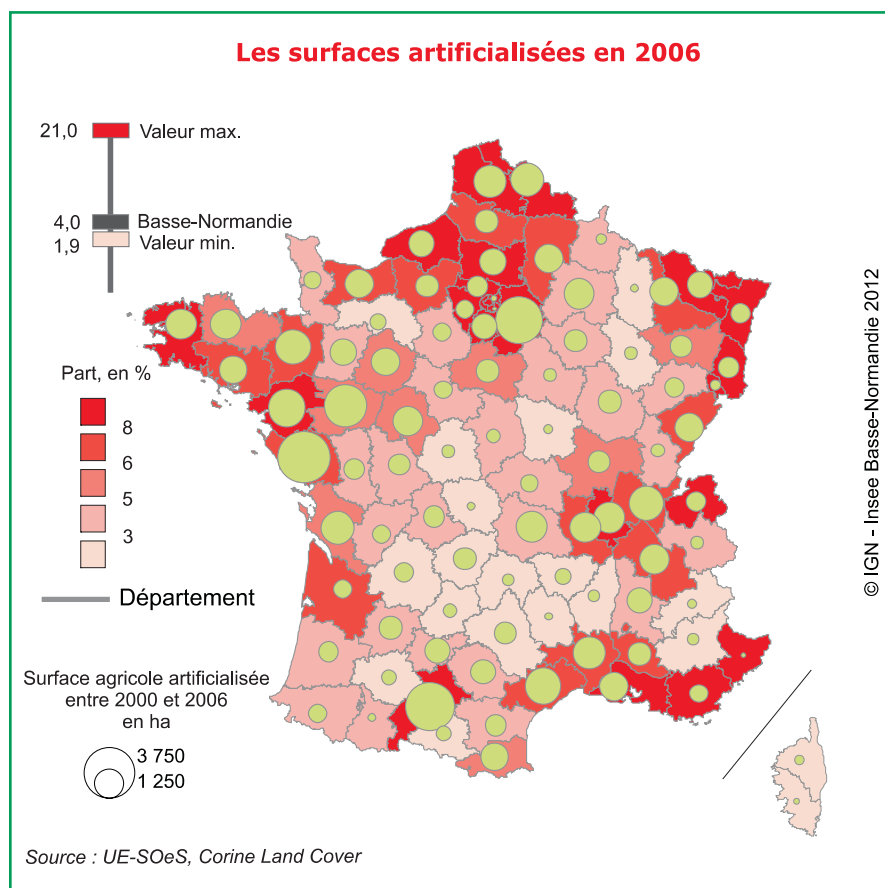 Les surfaces artificialisées en 2006
21,0 Valeur max.
4,0 Basse-Normandie
1,9 Valeur min.
Part, en %
8
6
5
3
Département
Surface agricole artificialisée
entre 2000 et 2006
en ha
3 750
1 250
Source : UE-SOeS, Corine Land Cover
© IGN - Insee Basse-Normandie 2012